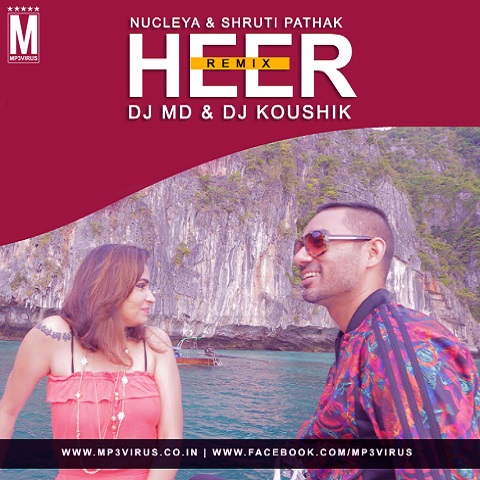 ★★★★★
M
MP3VIRUS
NUCLEYA & SHRUTI PATHAK
HEER
REMIX
DJ MD & DJ KOUSHIK
WWW.MP3VIRUS.CO.IN | WWW.FACEBOOK.COM/MP3VIRUS